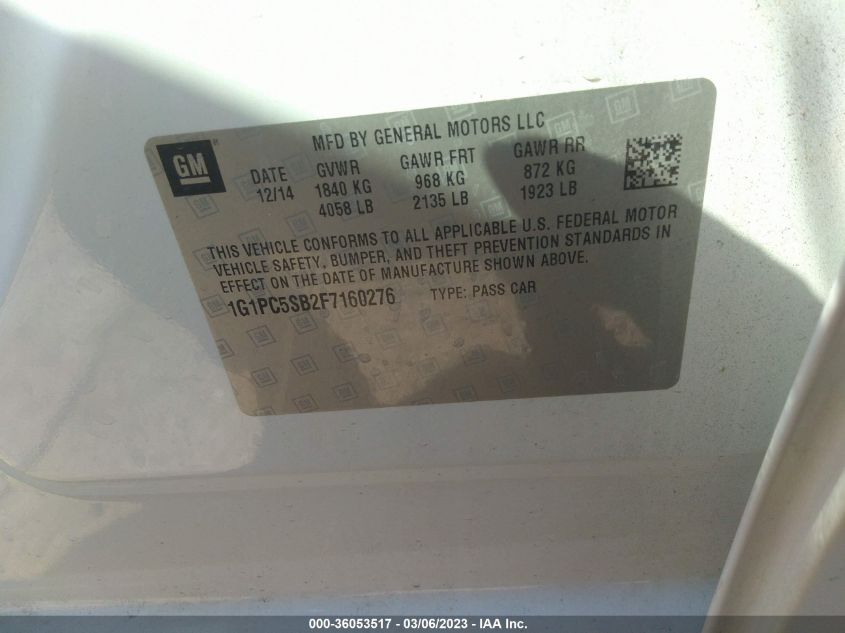 MFD BY GENERAL MOTORS LLC
GM
DATE GVWR GAWR FRT GAWR RR
12/14 1840 KG 968 KG 872 KG
4058 LB 2135 LB 1923 LB
THIS VEHICLE CONFORMS TO ALL APPLICABLE U.S. FEDERAL MOTOR
VEHICLE SAFETY, BUMPER, AND THEFT PREVENTION STANDARDS IN
EFFECT ON THE DATE OF MANUFACTURE SHOWN ABOVE.
1G1PC5SB2F7160276 TYPE: PASS CAR
000-36053517 - 03/06/2023 - IAA Inc.